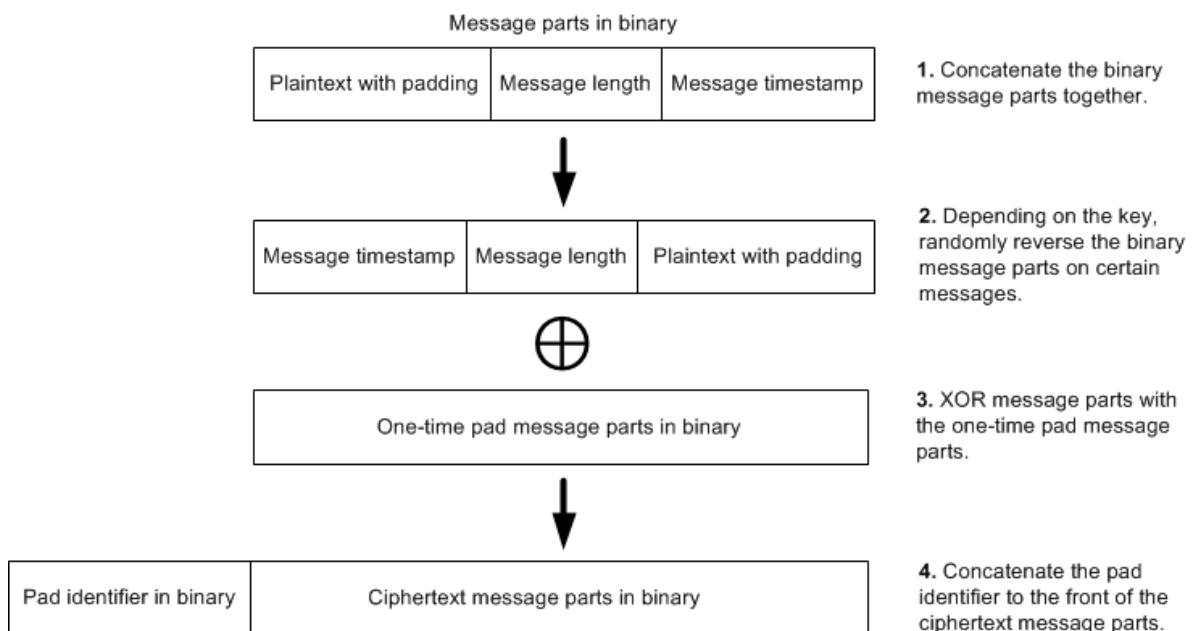 Message parts in binary
Plaintext with padding
Message length
Message timestamp
1. Concatenate the binary
message parts together.
Message timestamp
Message length
Plaintext with padding
2. Depending on the key,
randomly reverse the binary
message parts on certain
messages.
One-time pad message parts in binary
3. XOR message parts with
the one-time pad message
parts.
Pad identifier in binary
Ciphertext message parts in binary
4. Concatenate the pad
identifier to the front of the
ciphertext message parts.